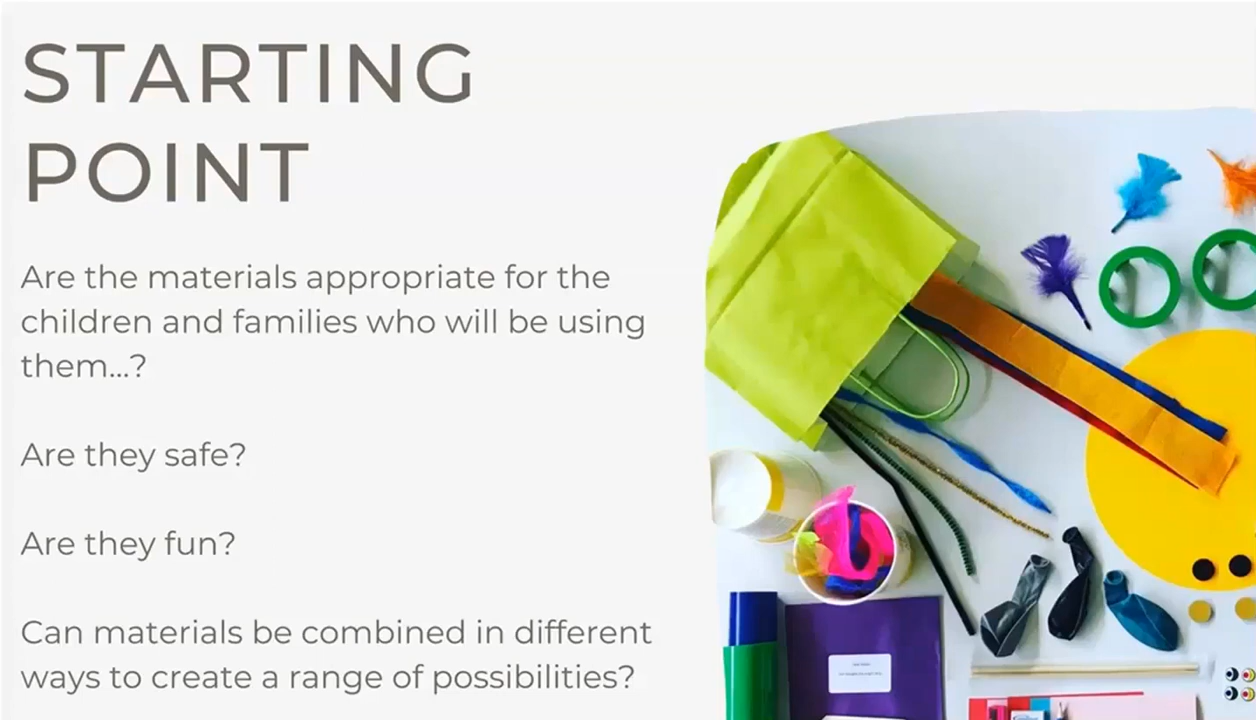 STARTING
POINT
Are the materials appropriate for the
children and families who will be using
them...?
Are they safe?
Are they fun?
Can materials be combined in different
ways to create a range of possibilities?